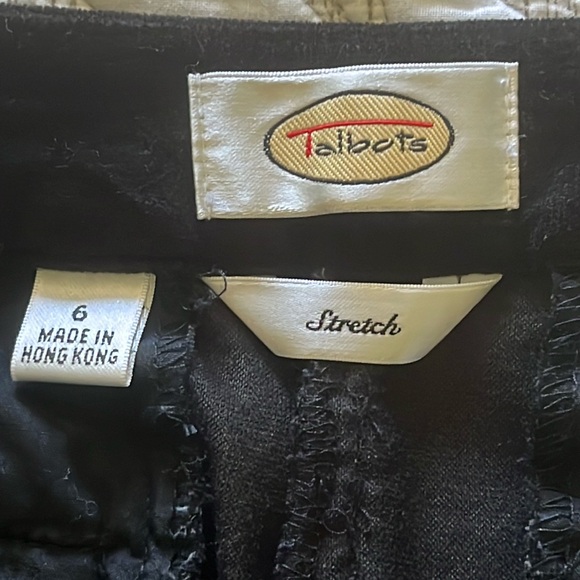 Talbots
Stretch
6
MADE IN
HONG KONG